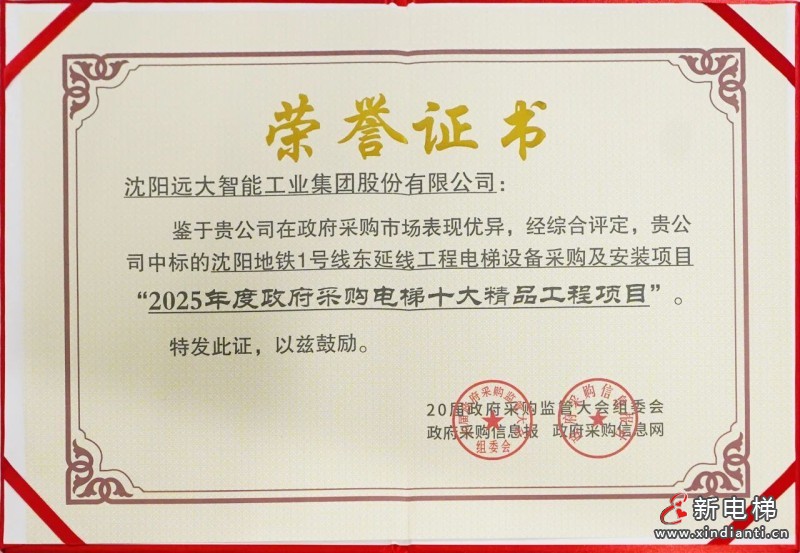 荣誉证书
沈阳远大智能工业集团股份有限公司：
鉴于贵公司在政府采购市场表现优异，经综合评定，贵公
司中标的沈阳地铁1号线东延线工程电梯设备采购及安装项目
“2025年度政府采购电梯十大精品工程项目”。
特发此证，以兹鼓励。
20届政府采购监管大会组委会
政府采购信息报 政府采购信息网
组委会
新电梯
www.xindianti.cn